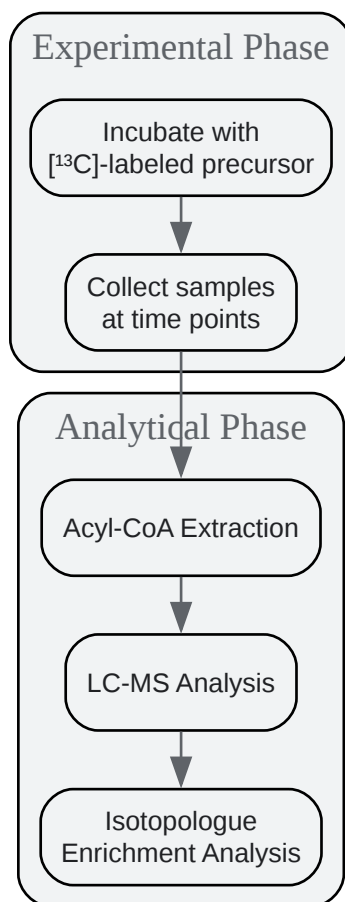 Experimental Phase
Incubate with
[¹³C]-labeled precursor
Collect samples
at time points
Analytical Phase
Acyl-CoA Extraction
LC-MS Analysis
Isotopologue
Enrichment Analysis